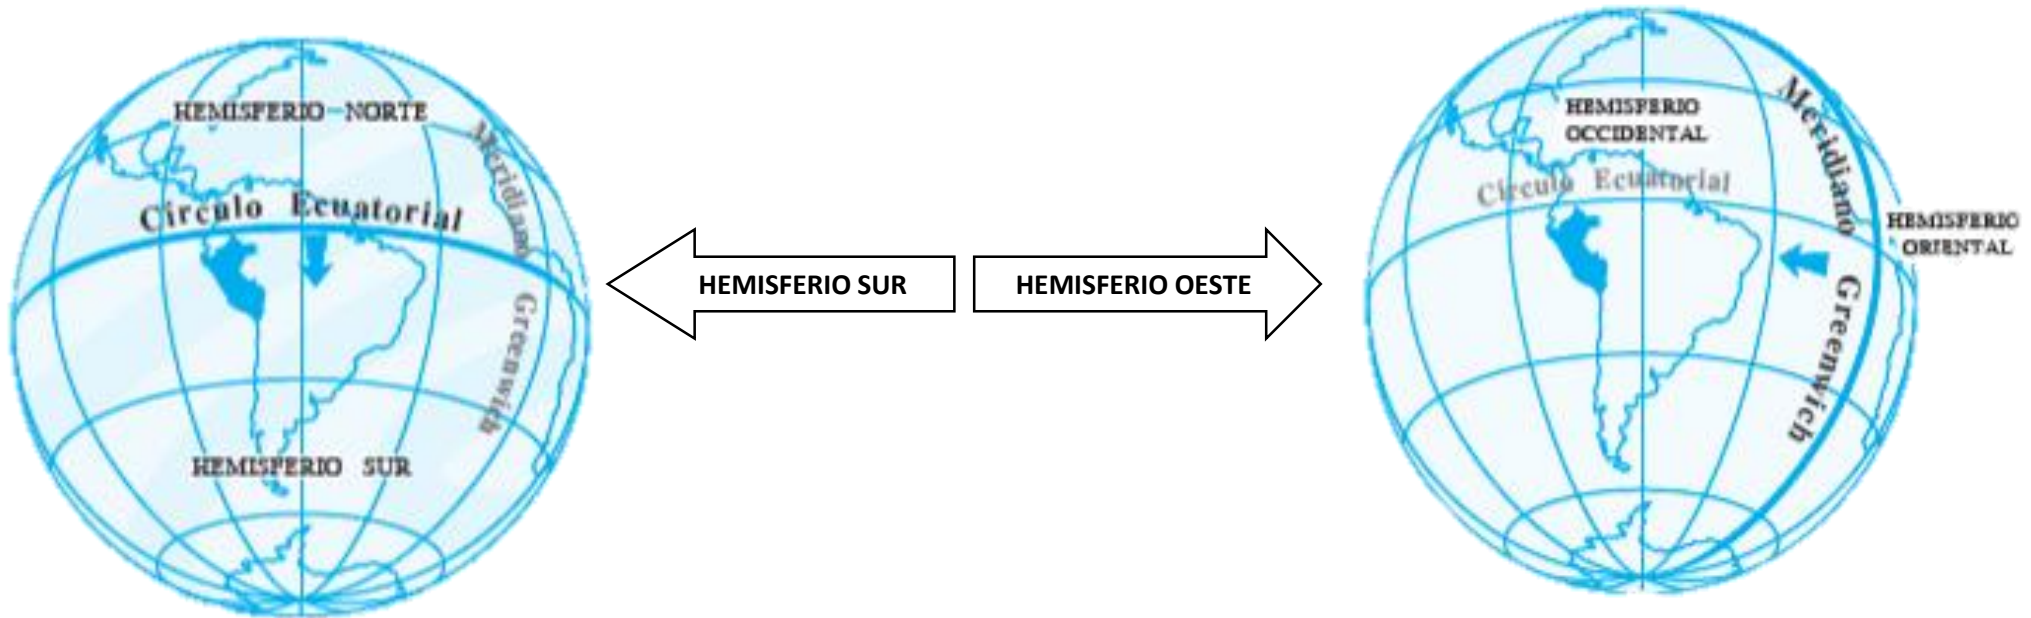 HEMISFERIO NORTE
Meridiano
Círculo Ecuatorial
Greenwich
HEMISFERIO SUR
HEMISFERIO SUR
HEMISFERIO OESTE
HEMISFERIO
OCCIDENTAL
Meridiano
Círculo Ecuatorial
HEMISFERIO
ORIENTAL
Greenwich